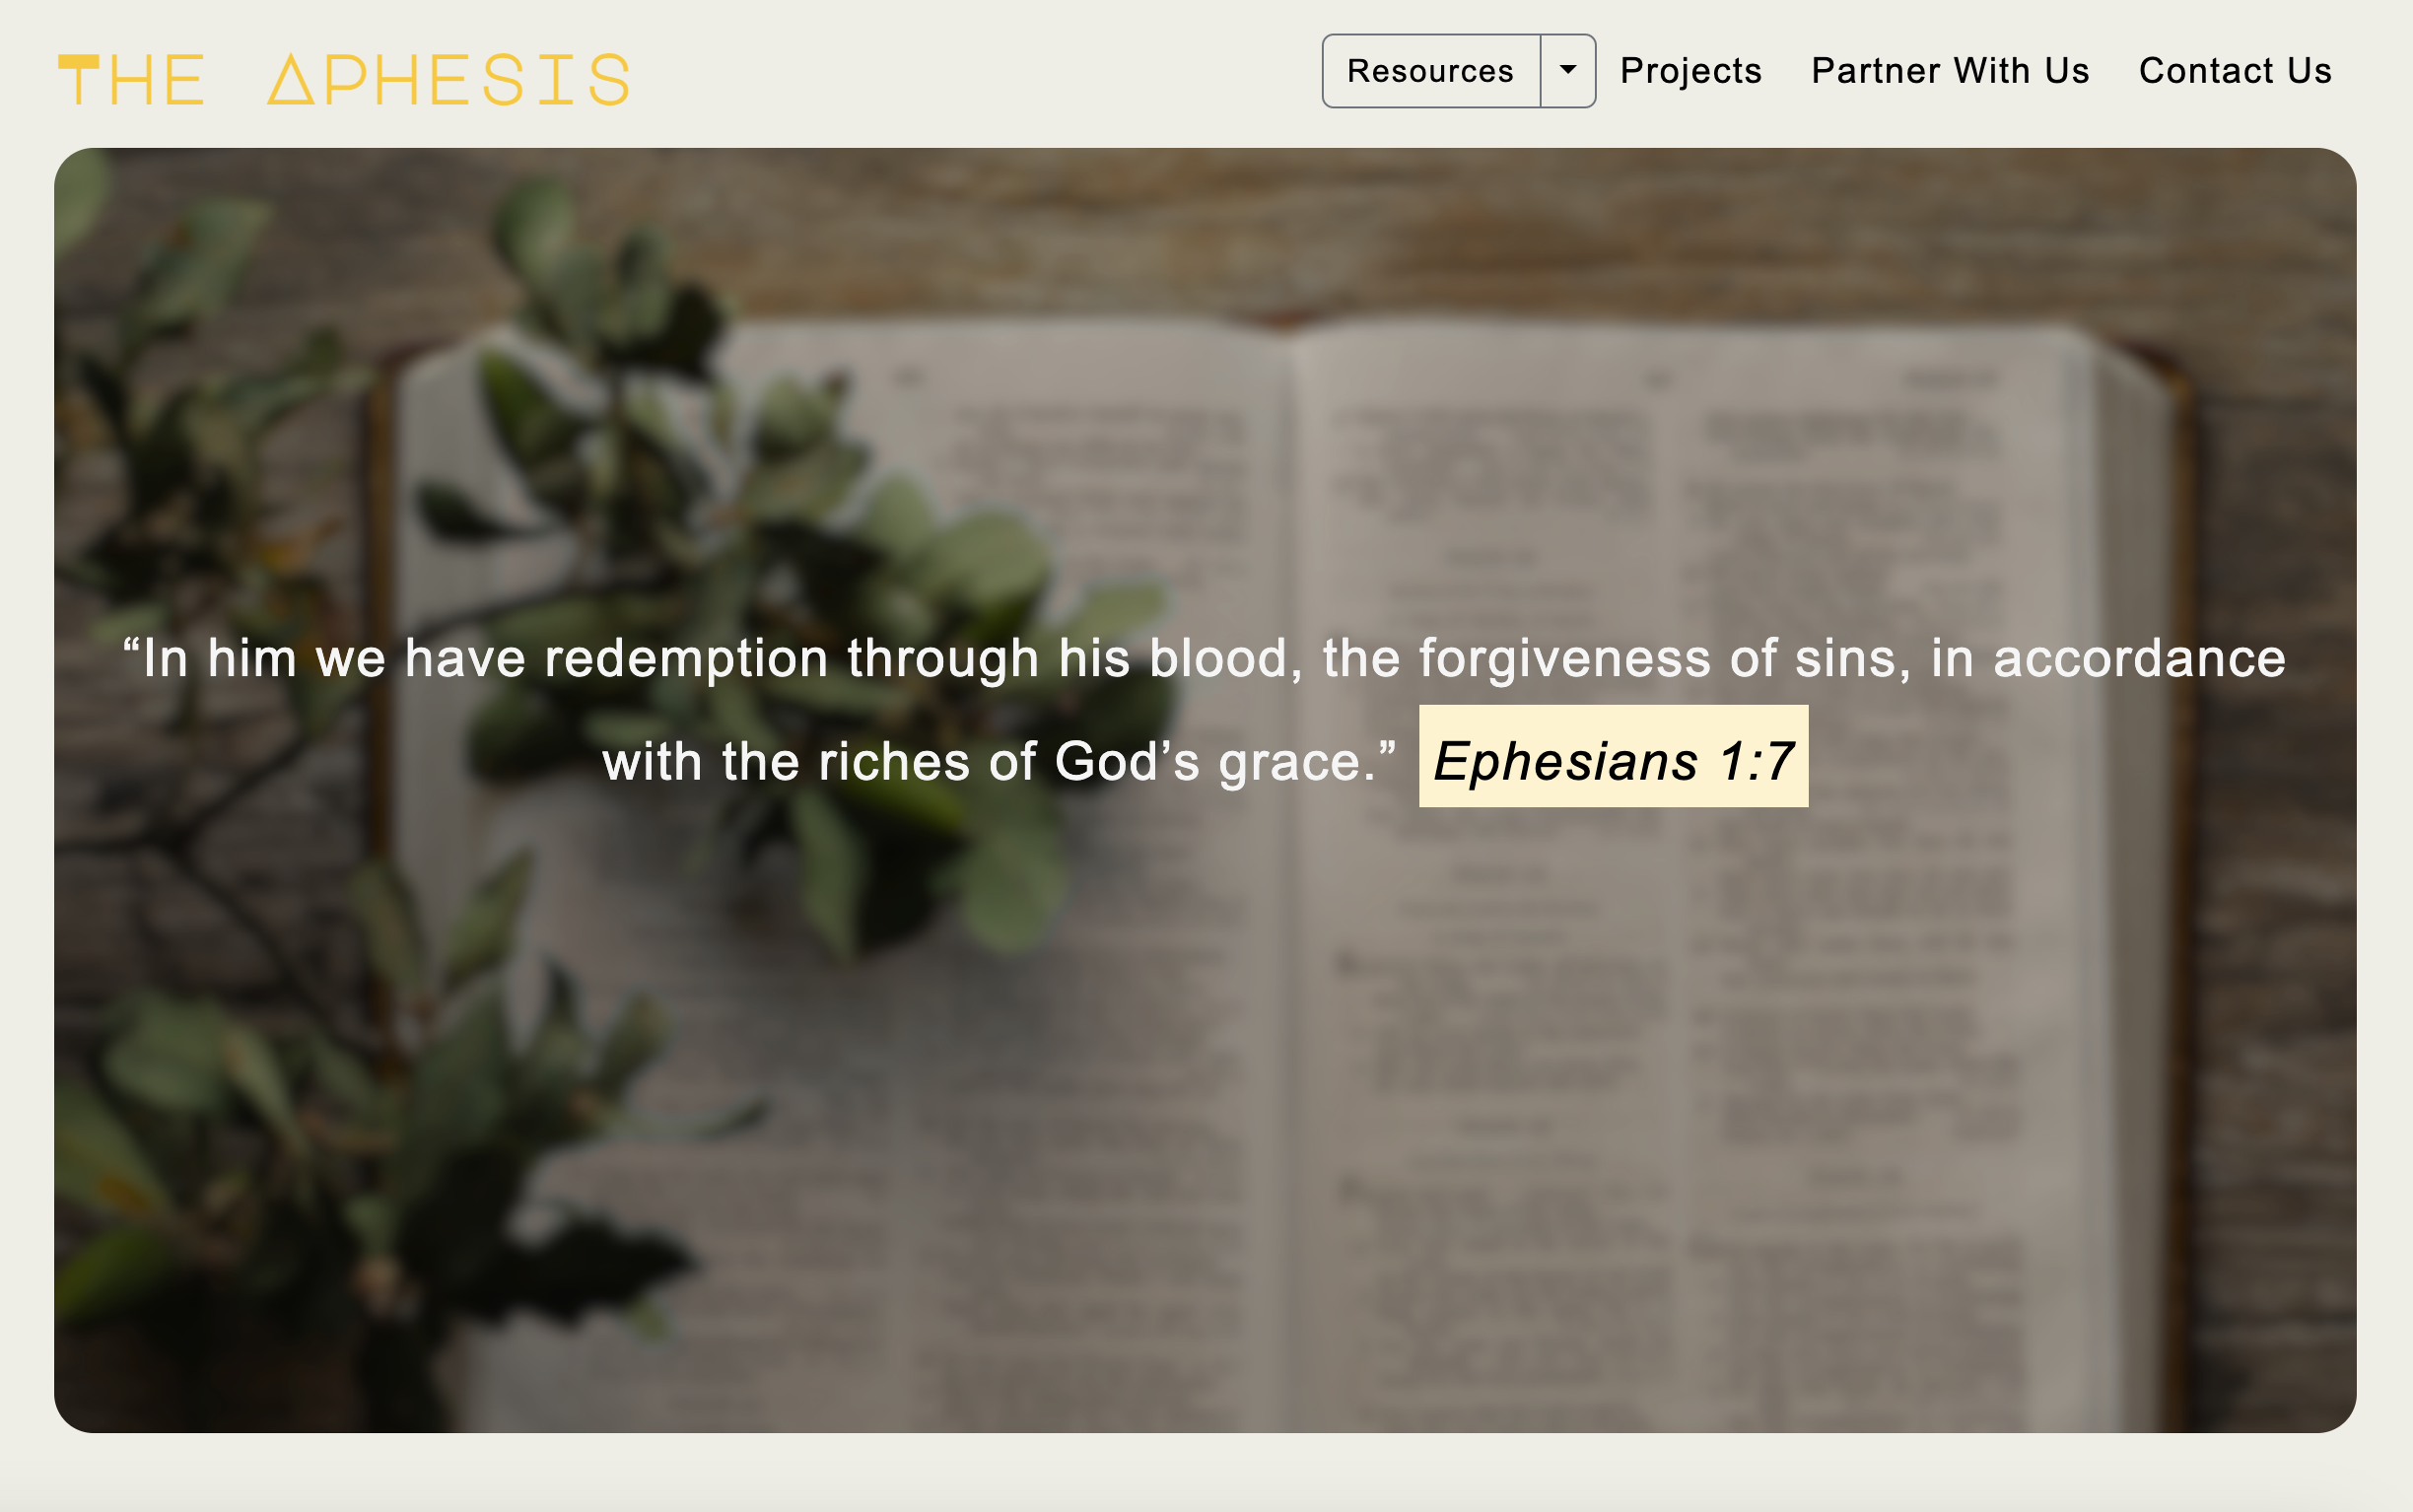 THE APHESIS
Resources
Projects
Partner With Us
Contact Us
“In him we have redemption through his blood, the forgiveness of sins, in accordance
with the riches of God’s grace.” Ephesians 1:7